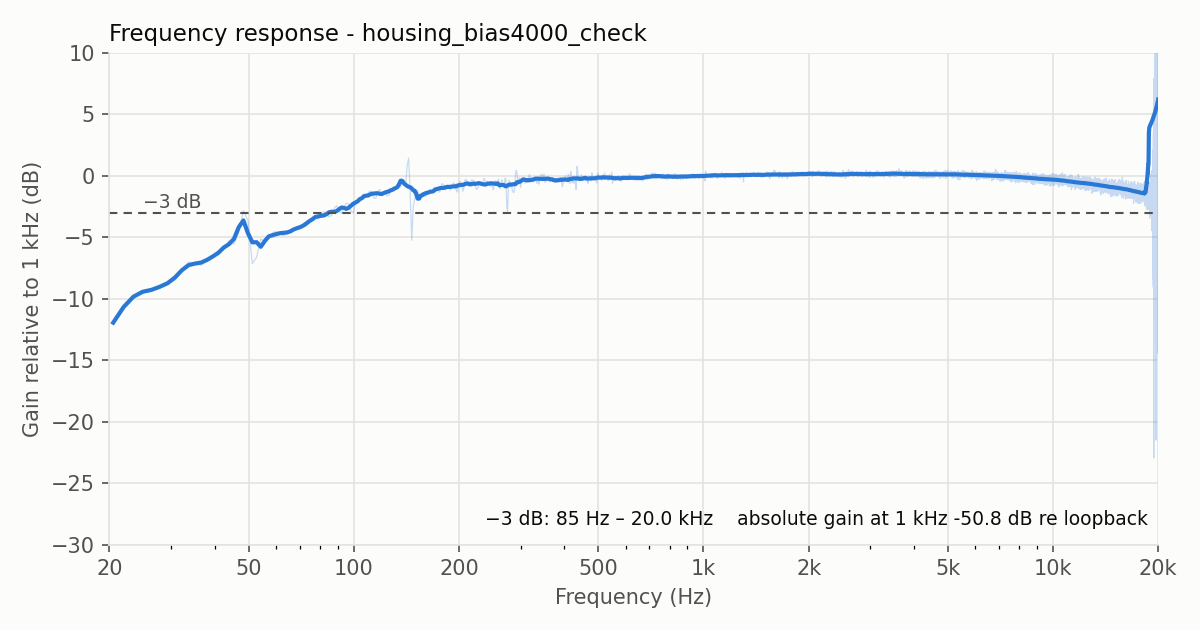 Frequency response - housing_bias4000_check
Gain relative to 1 kHz (dB)
10
5
0
−5
−10
−15
−20
−25
−30
−3 dB
−3 dB: 85 Hz – 20.0 kHz    absolute gain at 1 kHz -50.8 dB re loopback
20 50 100 200 500 1k 2k 5k 10k 20k
Frequency (Hz)